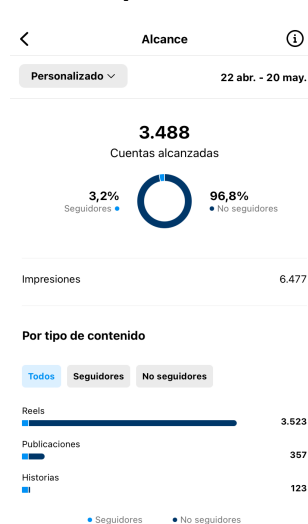 Alcance
Personalizado
22 abr. - 20 may.
3.488
Cuentas alcanzadas
3,2%
Seguidores
96,8%
No seguidores
Impresiones
6.477
Por tipo de contenido
Todos
Seguidores
No seguidores
Reels
3.523
Publicaciones
357
Historias
123
Seguidores
No seguidores